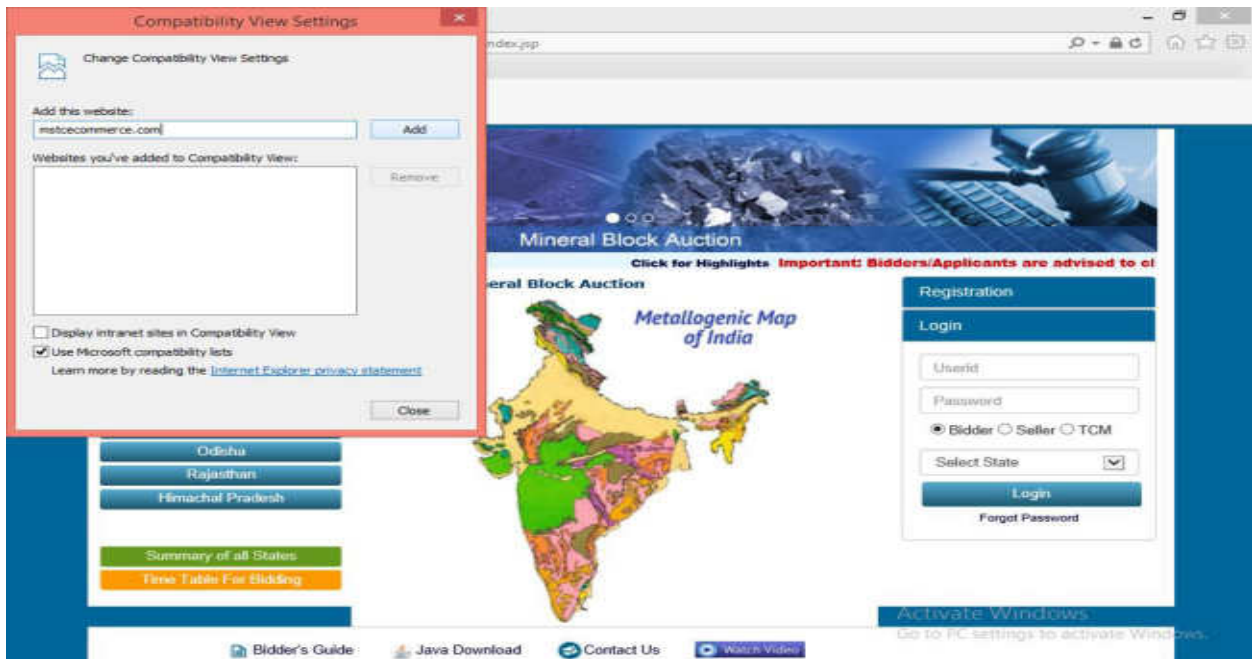 Compatibility View Settings
Change Compatibility View Settings
Add this website:
mstcecommerce.com
Add
Websites you've added to Compatibility View:
Remove
Display intranet sites in Compatibility View
Use Microsoft compatibility lists
Learn more by reading the Internet Explorer privacy statement
Close
ndex.jsp
Mineral Block Auction
Click for Highlights Important: Bidders/Applicants are advised to cl
eral Block Auction
Metallogenic Map
of India
Registration
Login
UserId
Password
Bidder Seller TCM
Select State
Login
Forgot Password
Odisha
Rajasthan
Himachal Pradesh
Summary of all States
Time Table For Bidding
Activate Windows
Go to PC settings to activate Windows.
Bidder's Guide
Java Download
Contact Us
Watch Video